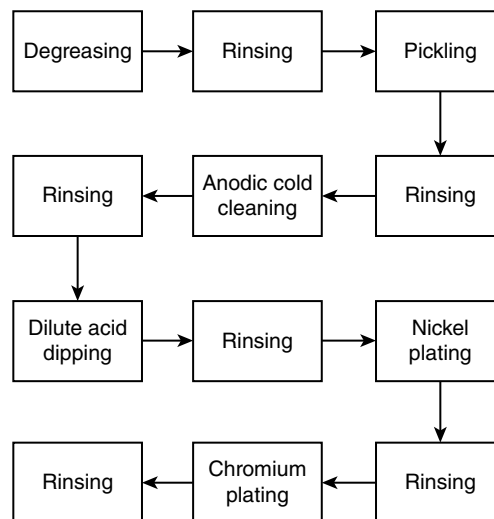 Degreasing
Rinsing
Pickling
Rinsing
Anodic cold
cleaning
Rinsing
Dilute acid
dipping
Rinsing
Nickel
plating
Rinsing
Chromium
plating
Rinsing